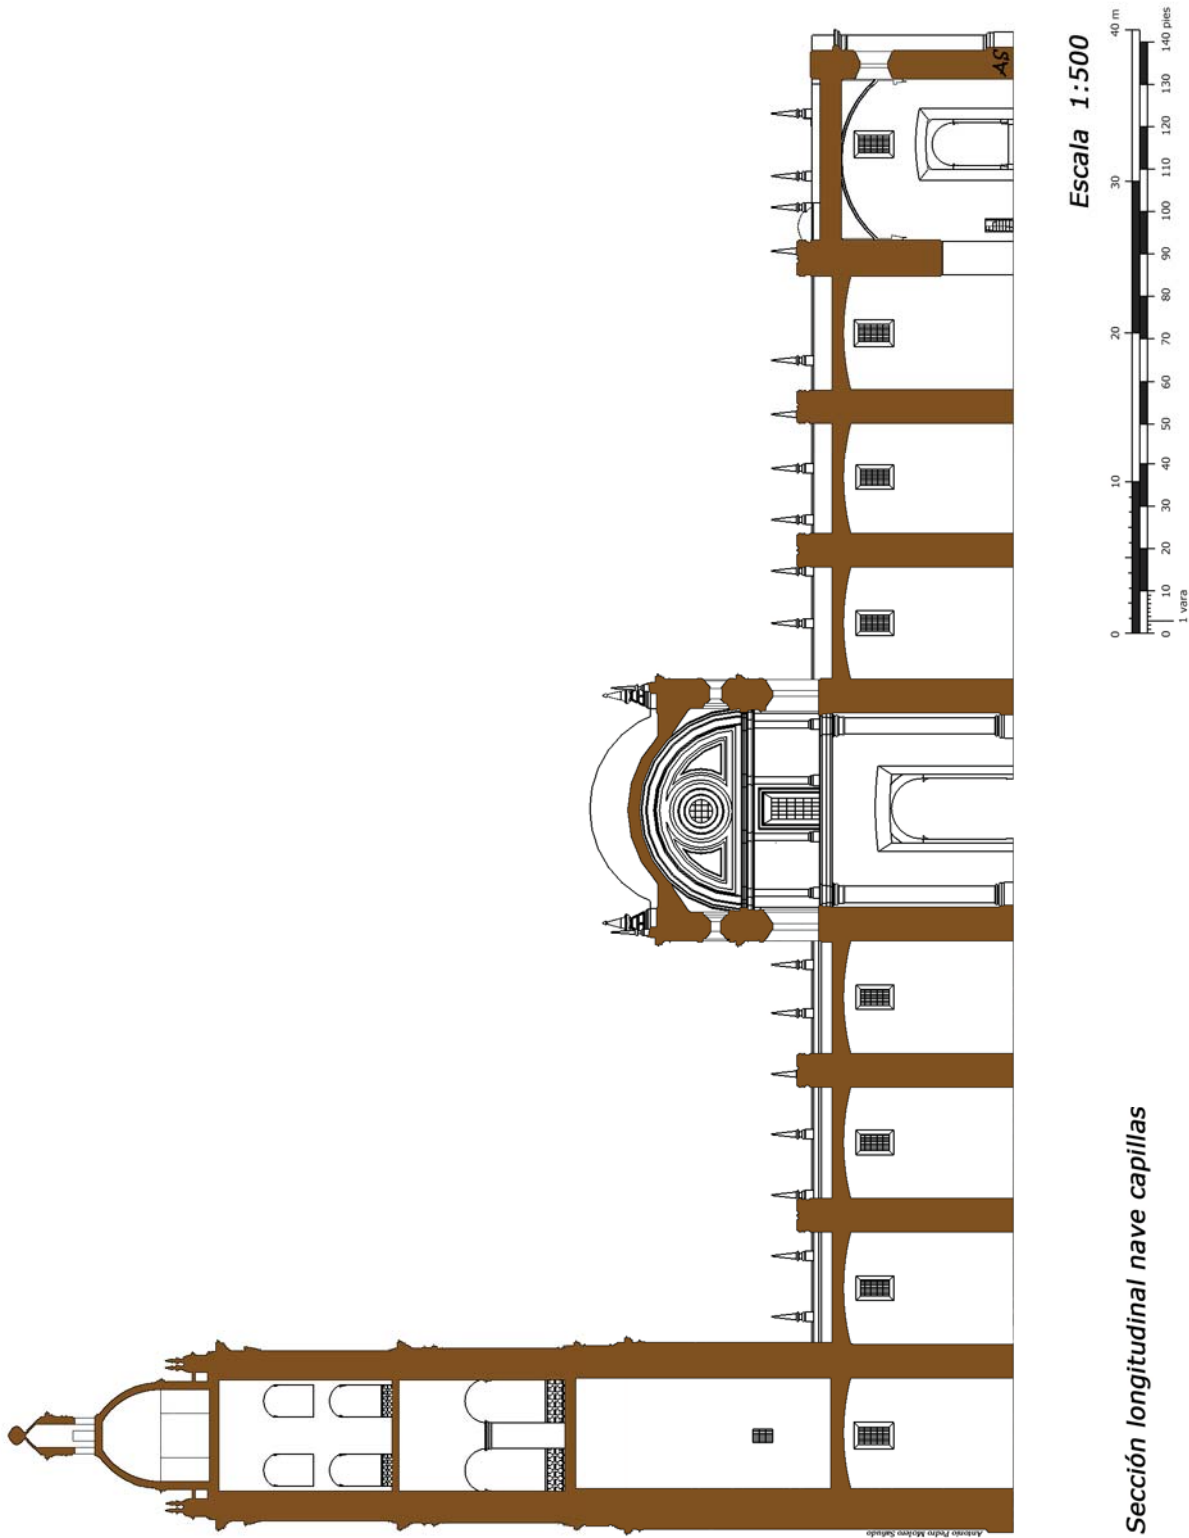 Sección longitudinal nave capillas
Escala 1:500
0 10 20 30 40 m
0 10 20 30 40 50 60 70 80 90 100 110 120 130 140 pies
1 vara
AS
Antonio Pedro Molero Sañudo